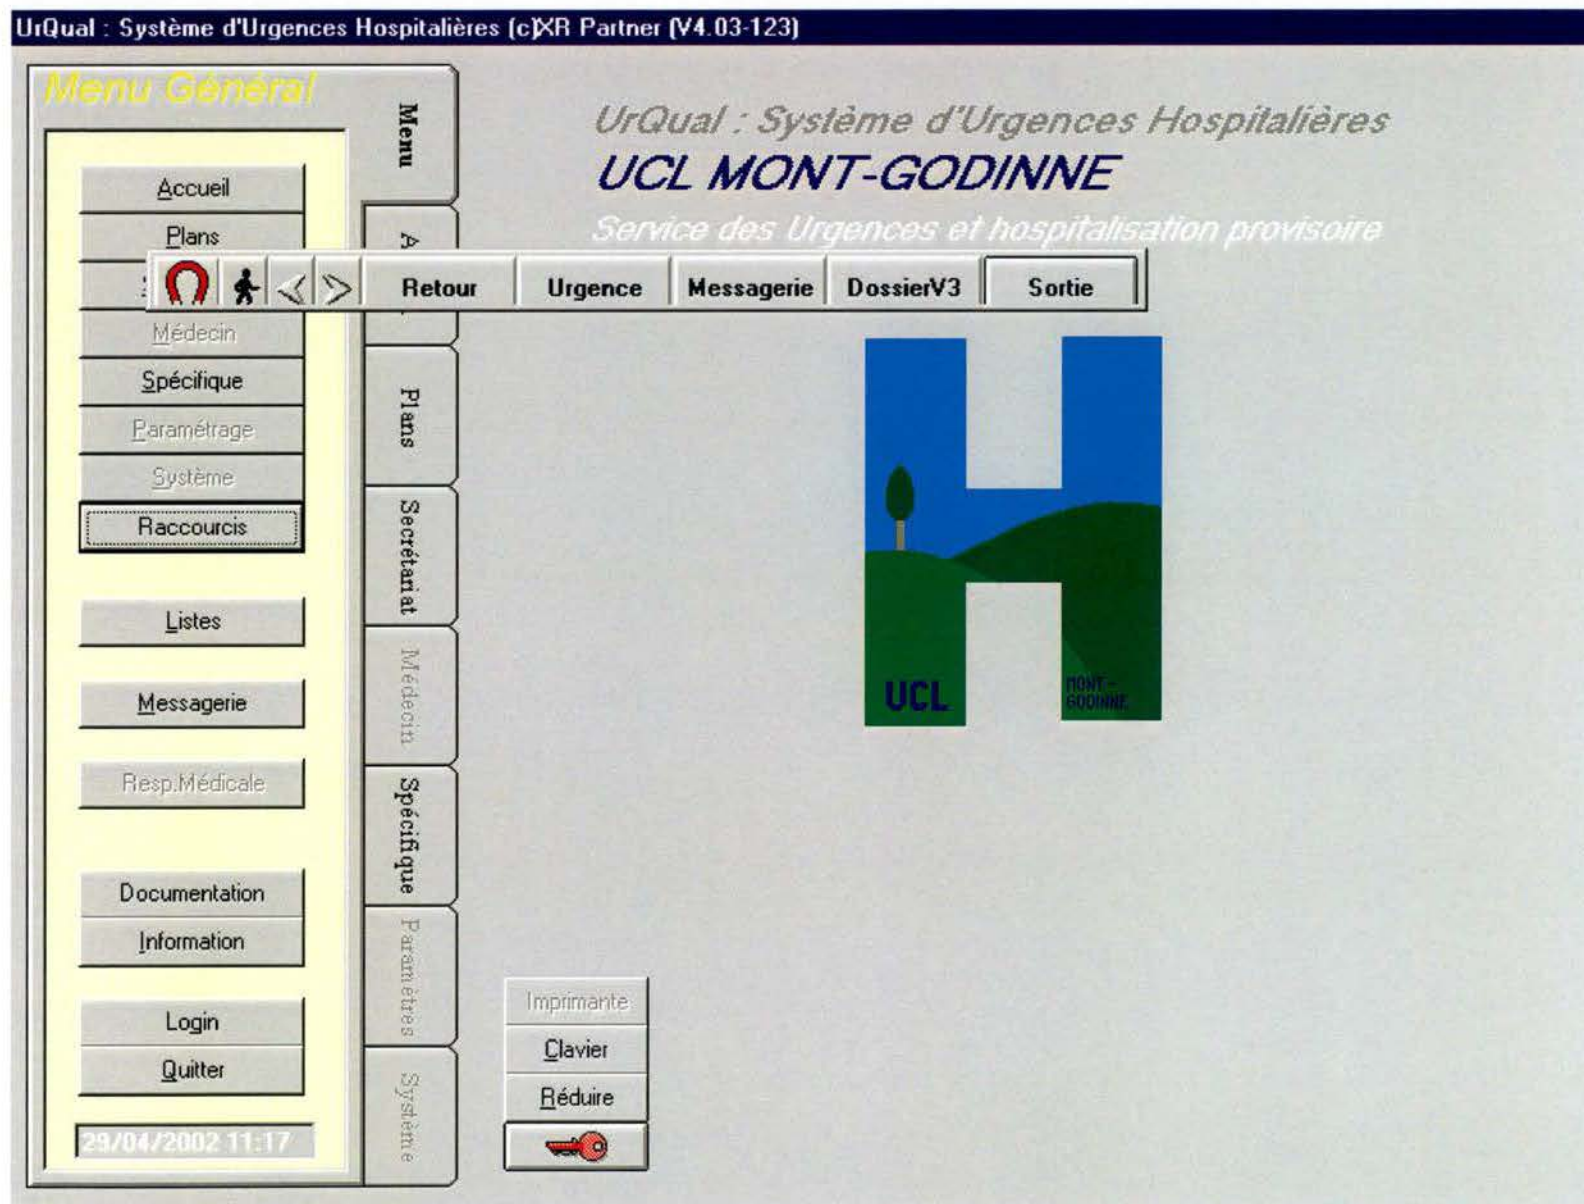 UrQual : Système d'Urgences Hospitalières (c)XR Partner (V4.03-123)
Menu Général
Menu
UrQual : Système d'Urgences Hospitalières
UCL MONT-GODINNE
Service des Urgences et hospitalisation provisoire
Accueil
Plans
A
Retour
Urgence
Messagerie
DossierV3
Sortie
Médecin
Spécifique
Paramétrage
Système
Raccourcis
Listes
Messagerie
Resp.Médicale
Documentation
Information
Login
Quitter
29/04/2002 11:17
Plans
Secrétariat
Médecin
Spécifique
Paramètres
Système
UCL
MONT-
GODINNE
Imprimante
Clavier
Réduire